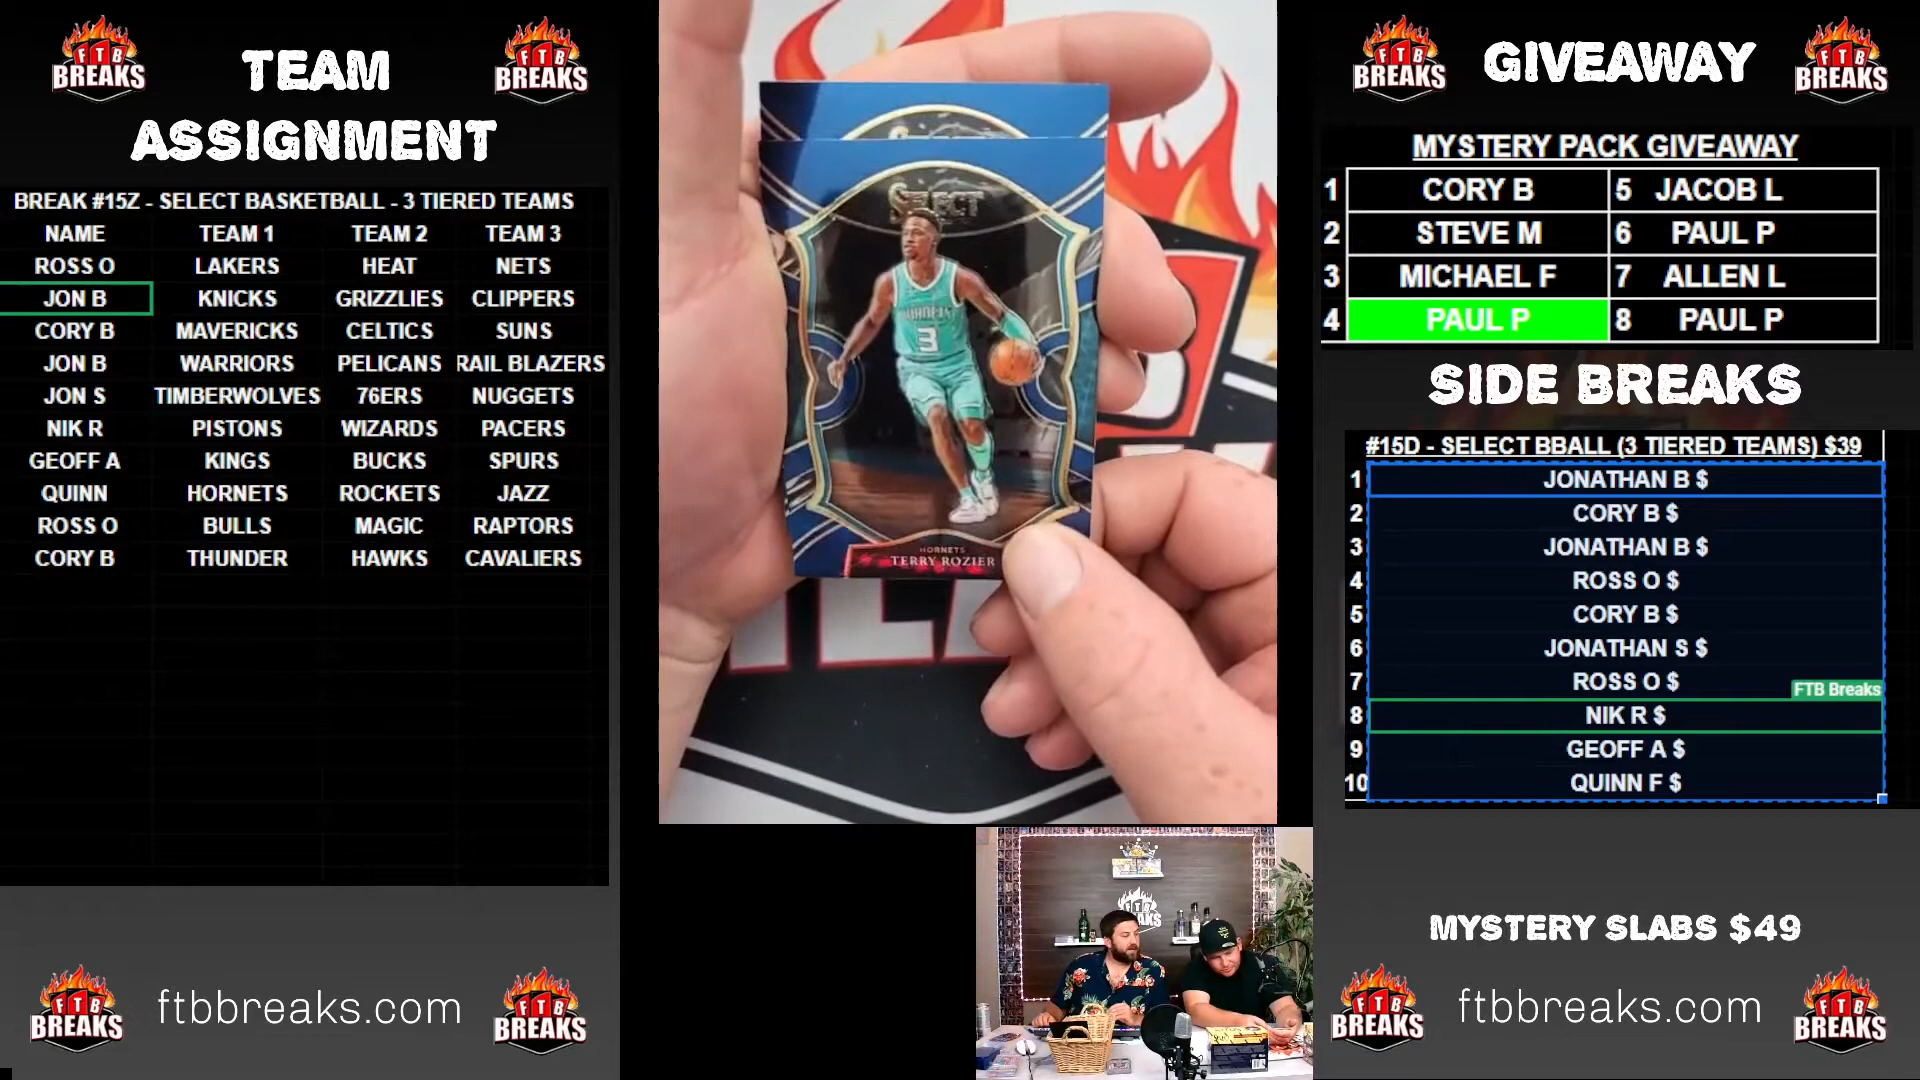 FTB BREAKS
TEAM ASSIGNMENT
FTB BREAKS
BREAK #15Z - SELECT BASKETBALL - 3 TIERED TEAMS
NAME TEAM 1 TEAM 2 TEAM 3
ROSS O LAKERS HEAT NETS
JON B KNICKS GRIZZLIES CLIPPERS
CORY B MAVERICKS CELTICS SUNS
JON B WARRIORS PELICANS RAIL BLAZERS
JON S TIMBERWOLVES 76ERS NUGGETS
NIK R PISTONS WIZARDS PACERS
GEOFF A KINGS BUCKS SPURS
QUINN HORNETS ROCKETS JAZZ
ROSS O BULLS MAGIC RAPTORS
CORY B THUNDER HAWKS CAVALIERS
FTB BREAKS
ftbbreaks.com
FTB BREAKS
SELECT
HORNETS
3
HORNETS
TERRY ROZIER
B
FTB BREAKS
FTB BREAKS
GIVEAWAY
FTB BREAKS
MYSTERY PACK GIVEAWAY
1 CORY B 5 JACOB L
2 STEVE M 6 PAUL P
3 MICHAEL F 7 ALLEN L
4 PAUL P 8 PAUL P
SIDE BREAKS
#15D - SELECT BBALL (3 TIERED TEAMS) $39
1 JONATHAN B $
2 CORY B $
3 JONATHAN B $
4 ROSS O $
5 CORY B $
6 JONATHAN S $
7 ROSS O $
FTB Breaks
8 NIK R $
9 GEOFF A $
10 QUINN F $
MYSTERY SLABS $49
FTB BREAKS
ftbbreaks.com
FTB BREAKS